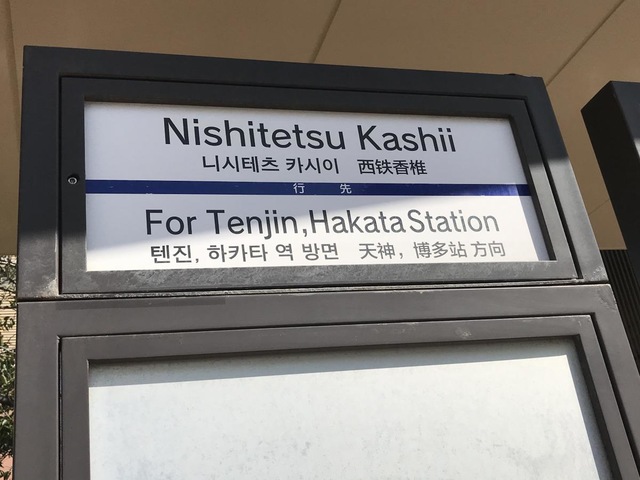 Nishitetsu Kashii
니시테츠 카시이 西铁香椎
行先
For Tenjin,Hakata Station
텐진, 하카타 역 방면 天神，博多站 方向